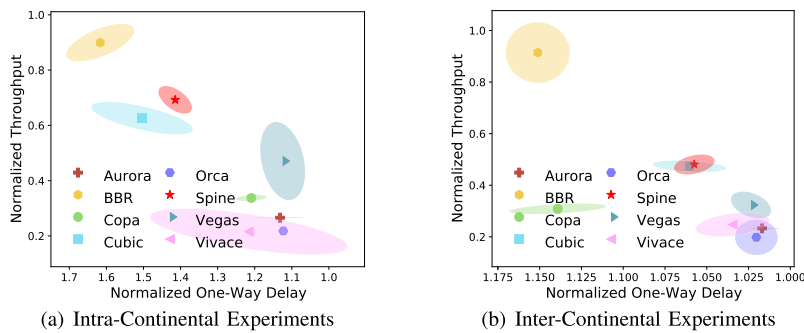 1.0
0.8
0.6
0.4
0.2
Normalized Throughput
Aurora
BBR
Copa
Cubic
Orca
Spine
Vegas
Vivace
1.7 1.6 1.5 1.4 1.3 1.2 1.1 1.0
Normalized One-Way Delay
(a) Intra-Continental Experiments
1.0
0.8
0.6
0.4
0.2
Normalized Throughput
Aurora
BBR
Copa
Cubic
Orca
Spine
Vegas
Vivace
1.175 1.150 1.125 1.100 1.075 1.050 1.025 1.000
Normalized One-Way Delay
(b) Inter-Continental Experiments